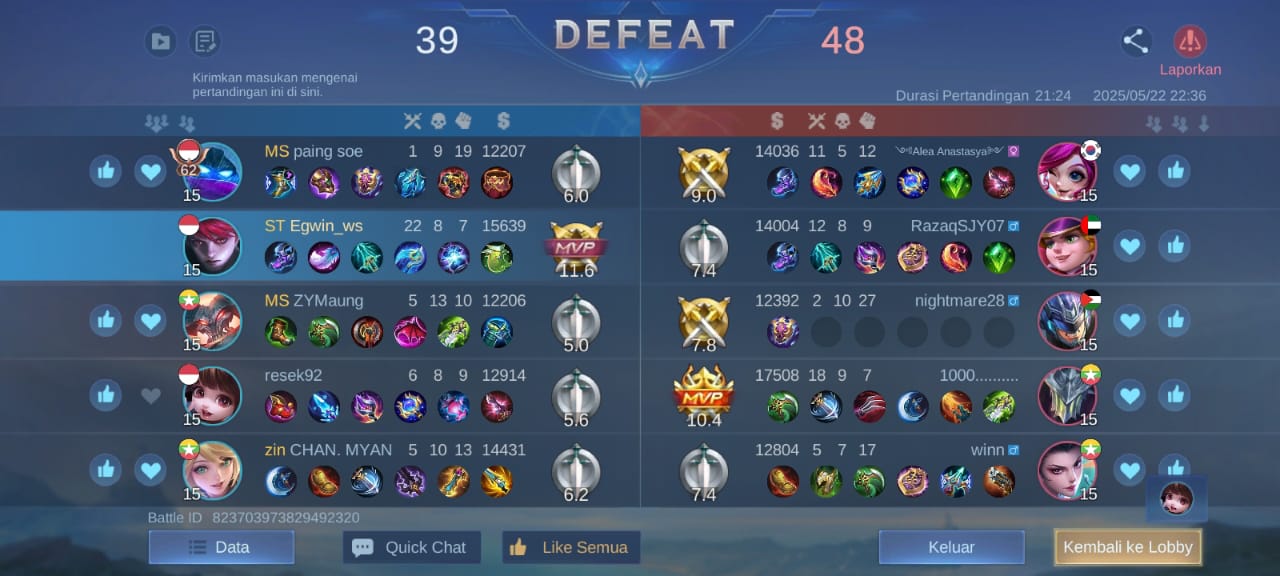 39
DEFEAT
48
Kirimkan masukan mengenai
pertandingan ini di sini.
Laporkan
Durasi Pertandingan 21:24 2025/05/22 22:36
62
15
MS paing soe 1 9 19 12207
6.0
9.0
14036 11 5 12 Alea Anastasya
15
15
ST Egwin_ws 22 8 7 15639
MVP
11.6
7.4
14004 12 8 9 RazaqSJY07
15
15
MS ZYMaung 5 13 10 12206
5.0
7.8
12392 2 10 27 nightmare28
15
15
resek92 6 8 9 12914
5.6
MVP
10.4
17508 18 9 7 1000.........
15
15
zin CHAN. MYAN 5 10 13 14431
6.2
7.4
12804 5 7 17 winn
15
Battle ID 823703973829492320
Data
Quick Chat
Like Semua
Keluar
Kembali ke Lobby